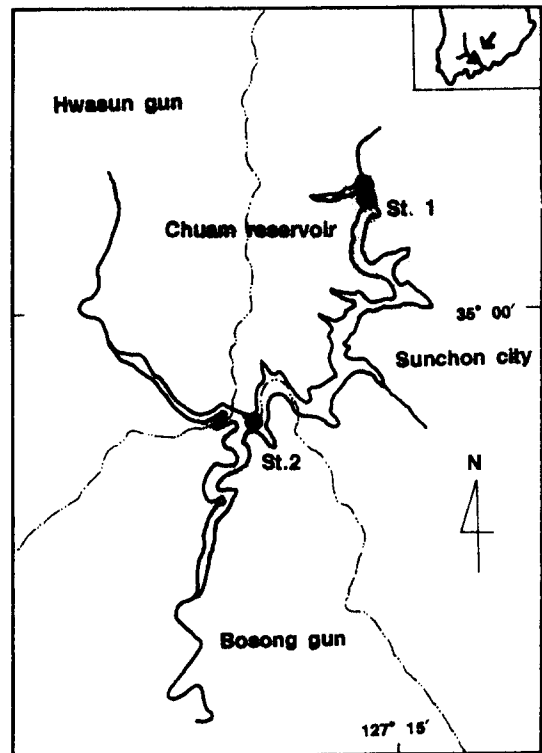 Hwasun gun
St. 1
Chuam reservoir
35° 00′
Sunchon city
St.2
N
Bosong gun
127° 15′